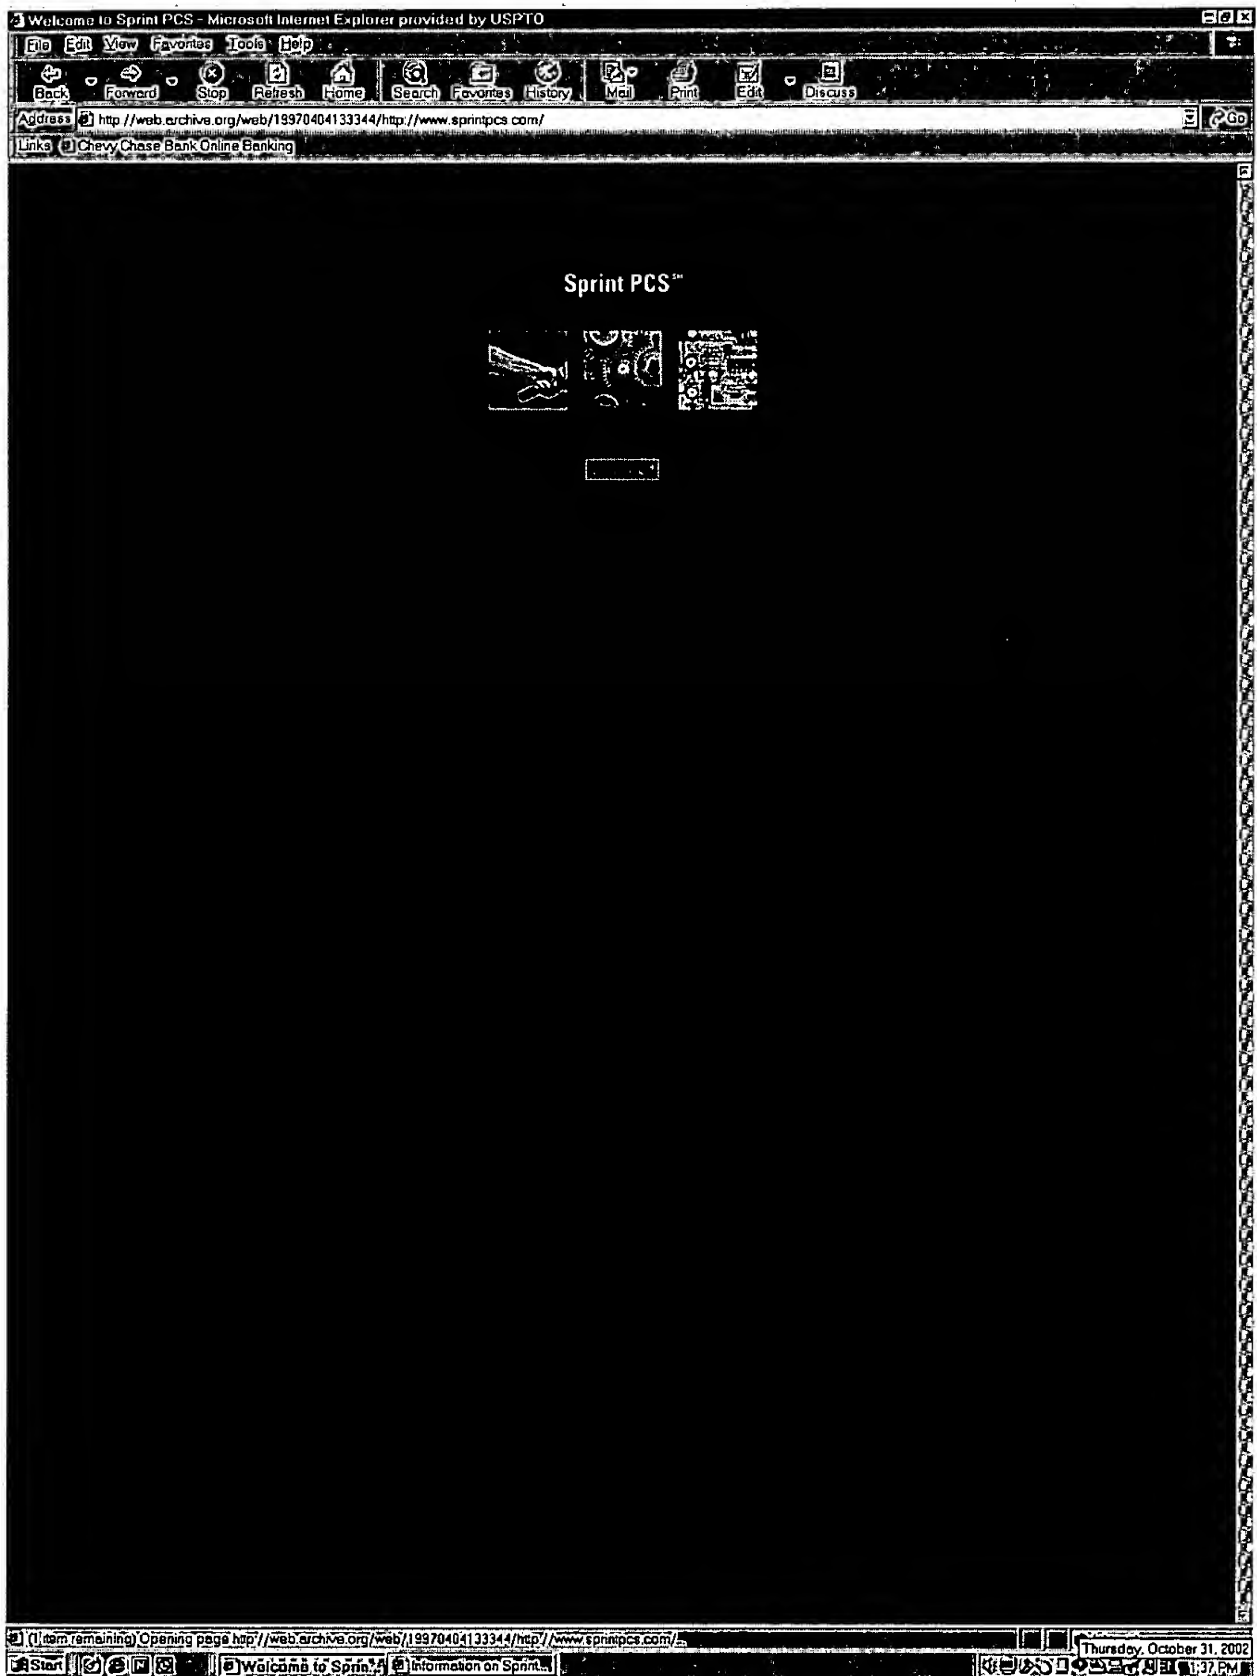 Welcome to Sprint PCS - Microsoft Internet Explorer provided by USPTO
File Edit View Favorites Tools Help
Back Forward Stop Refresh Home Search Favorites History Mail Print Edit Discuss
Address http //web.archive.org/web/19970404133344/http://www.sprintpcs com/ Go
Links Chevy Chase Bank Online Banking
Sprint PCS℠
(1 item remaining) Opening page http://web.archive.org/web/19970404133344/http://www.sprintpcs.com/...
Thursday, October 31, 2002
Start Welcome to Sprin... Information on Sprint... 1:37 PM